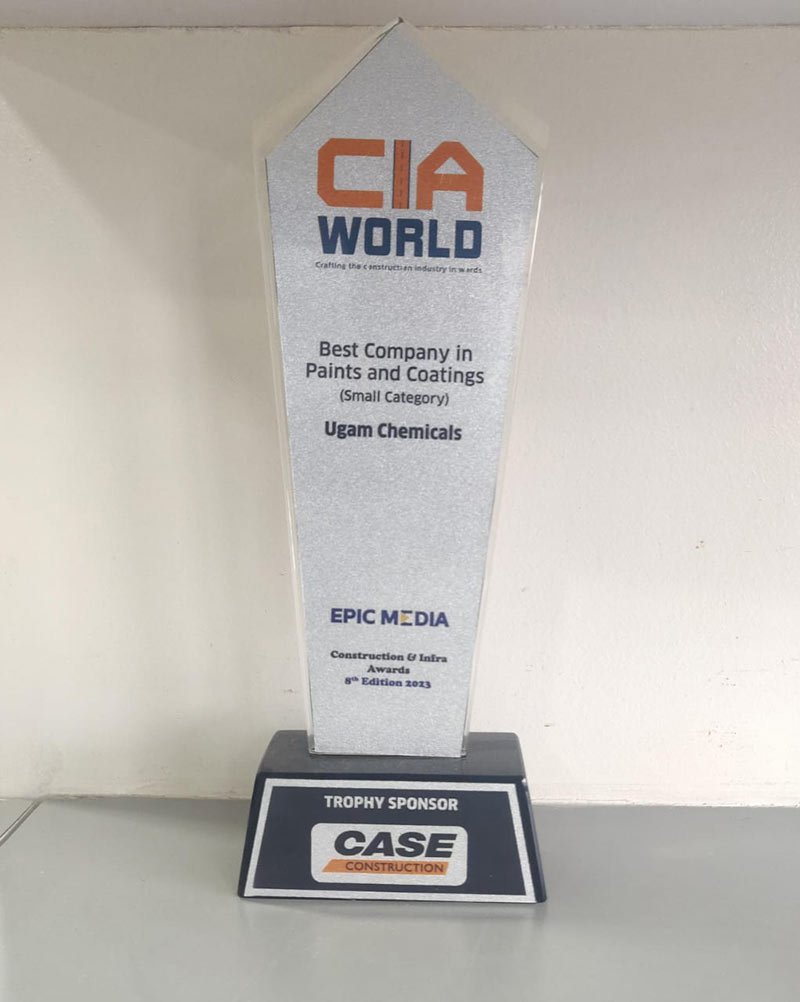 CIA
WORLD
Crafting the construction industry in words
Best Company in
Paints and Coatings
(Small Category)
Ugam Chemicals
EPIC MEDIA
Construction & Infra
Awards
8th Edition 2023
TROPHY SPONSOR
CASE
CONSTRUCTION